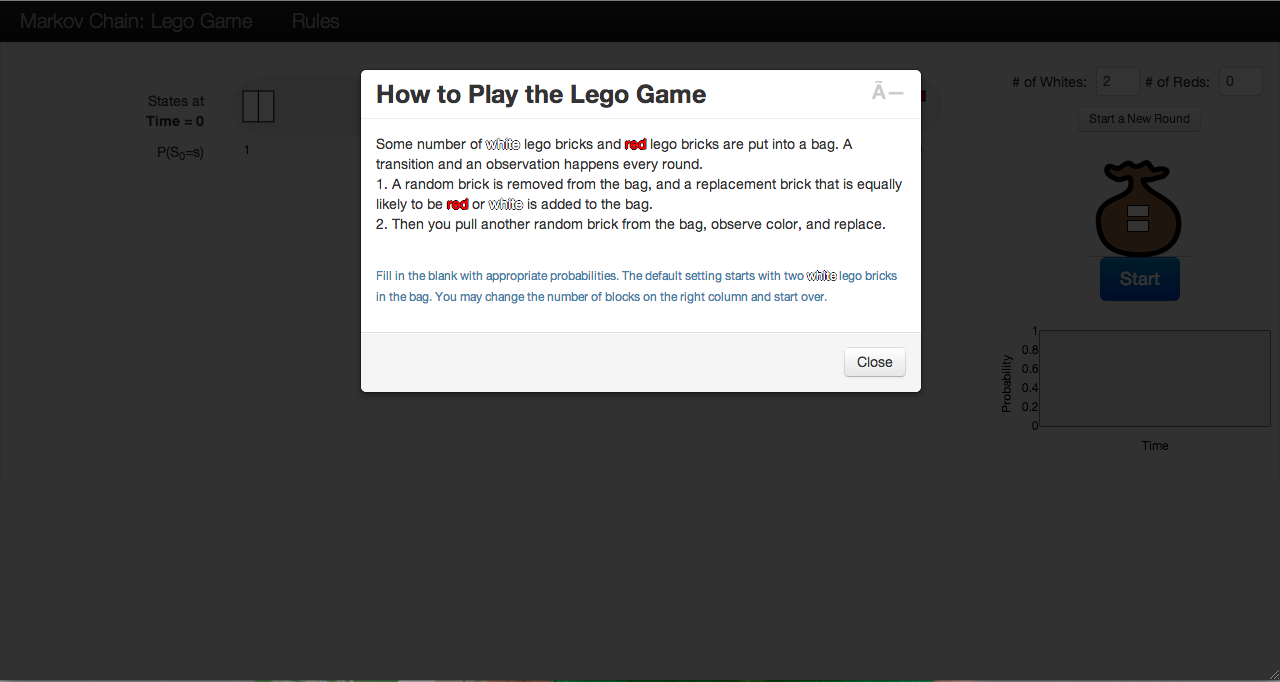 Markov Chain: Lego Game Rules
How to Play the Lego Game
Ā—
Some number of white lego bricks and red lego bricks are put into a bag. A
transition and an observation happens every round.
1. A random brick is removed from the bag, and a replacement brick that is equally
likely to be red or white is added to the bag.
2. Then you pull another random brick from the bag, observe color, and replace.
Fill in the blank with appropriate probabilities. The default setting starts with two white lego bricks
in the bag. You may change the number of blocks on the right column and start over.
Close
States at
Time = 0
P(S0=s)
1
# of Whites: 2 # of Reds: 0
Start a New Round
Start
1
0.8
0.6
0.4
0.2
0
Probability
Time